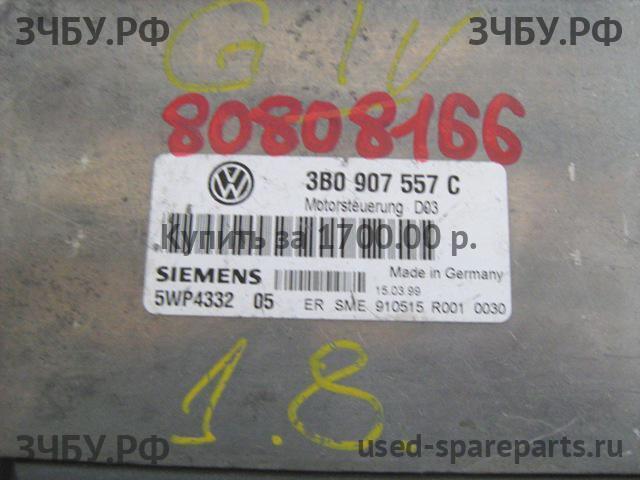 ЗЧБУ.РФ ЗЧБУ.РФ
G IV
80808166
VW 3B0 907 557 C
Motorsteuerung D03
Купить за 1700.00 р.
SIEMENS Made in Germany
15.03.99
5WP4332 05 ER SME 910515 R001 0030
1.8
ЗЧБУ.РФ used-spareparts.ru